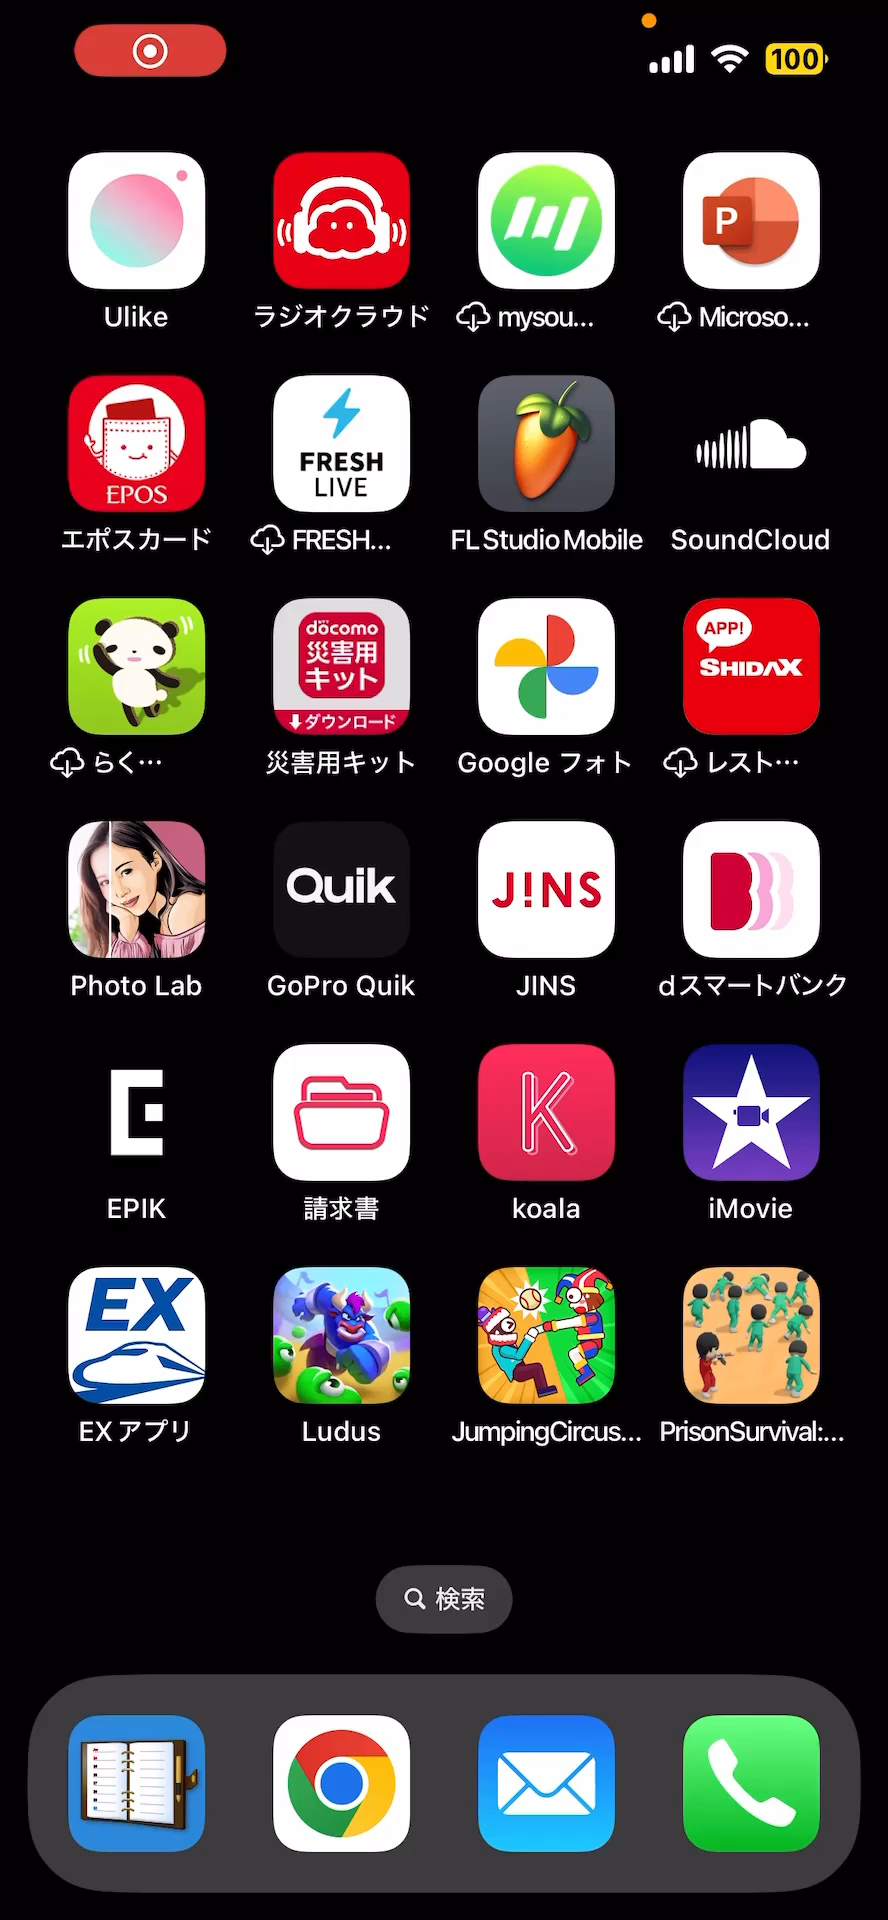 100
P
Ulike
ラジオクラウド
mysou...
Microso...
EPOS
FRESH
LIVE
エポスカード
FRESH...
FL Studio Mobile
SoundCloud
döcomo
災害用
キット
ダウンロード
APP!
SHIDAX
らく…
災害用キット
Google フォト
レスト…
Quik
J!NS
Photo Lab
GoPro Quik
JINS
dスマートバンク
K
EPIK
請求書
koala
iMovie
EX
EX アプリ
Ludus
JumpingCircus...
PrisonSurvival:...
検索